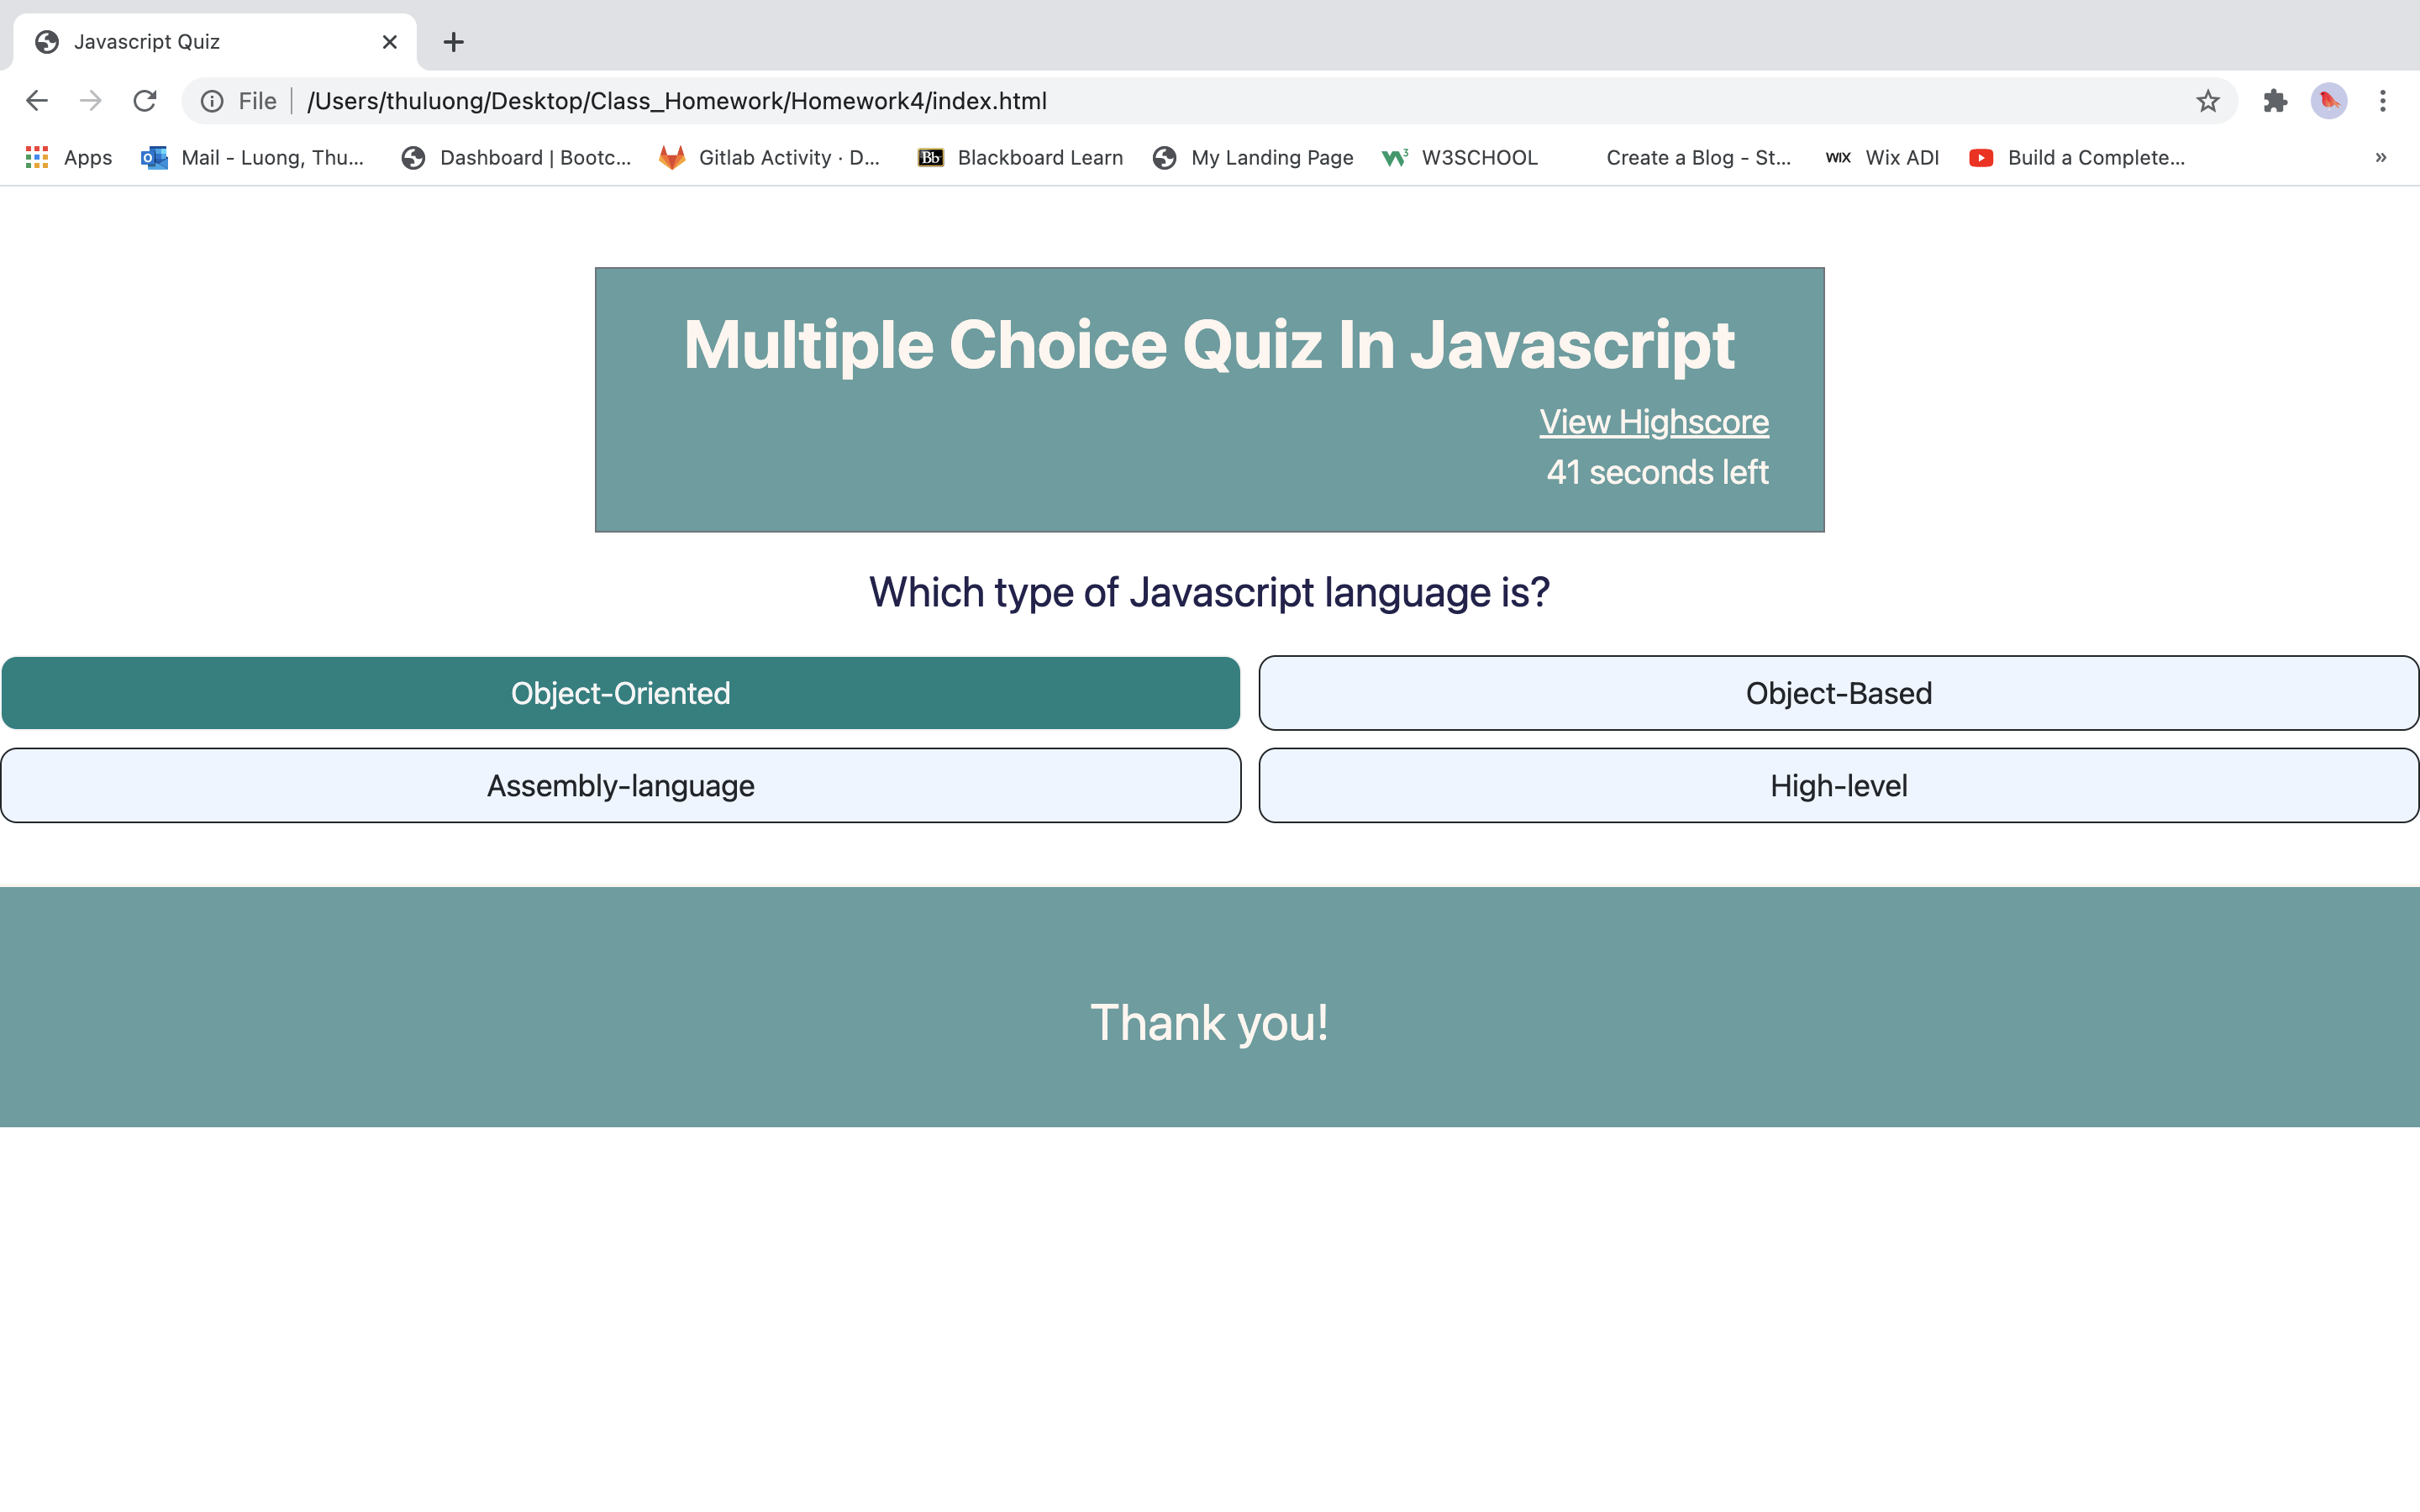 Javascript Quiz
File /Users/thuluong/Desktop/Class_Homework/Homework4/index.html
Apps Mail - Luong, Thu... Dashboard | Bootc... Gitlab Activity · D... Bb Blackboard Learn My Landing Page W3SCHOOL Create a Blog - St... WIX Wix ADI Build a Complete... »
Multiple Choice Quiz In Javascript
View Highscore
41 seconds left
Which type of Javascript language is?
Object-Oriented Object-Based
Assembly-language High-level
Thank you!